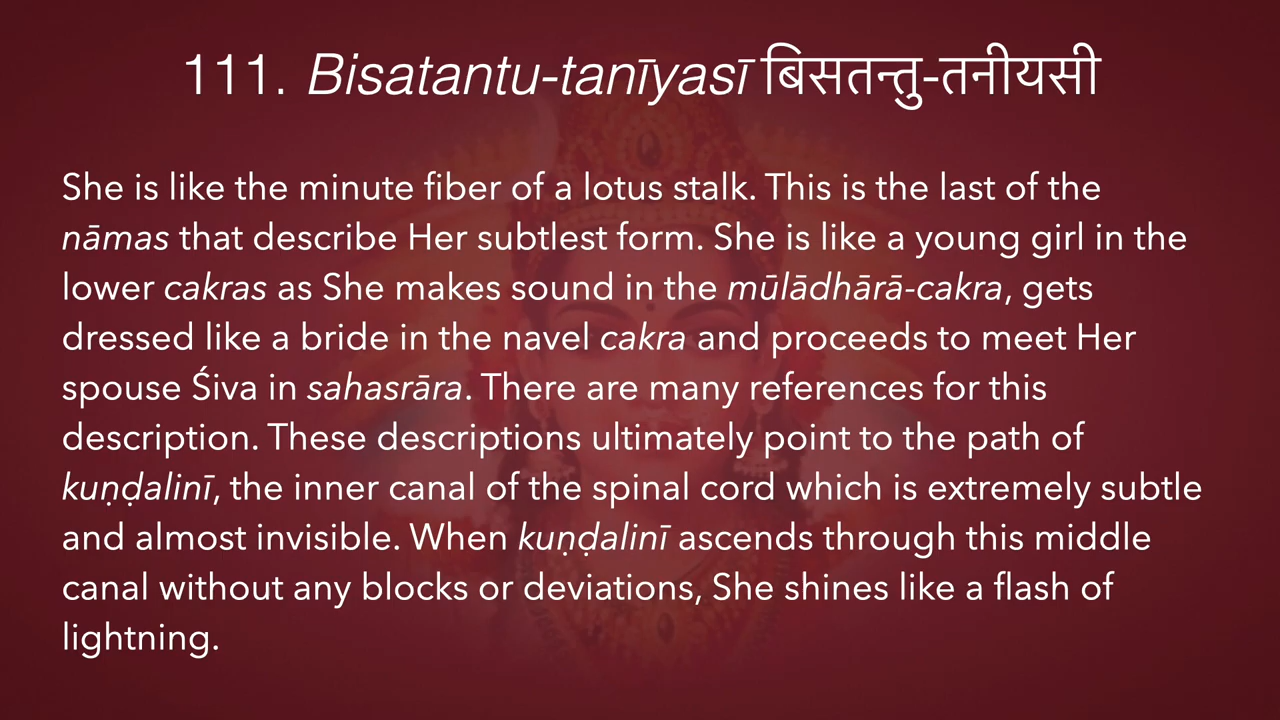 111. Bisatantu-tanīyasī बिसतन्तु-तनीयसी
She is like the minute fiber of a lotus stalk. This is the last of the
nāmas that describe Her subtlest form. She is like a young girl in the
lower cakras as She makes sound in the mūlādhārā-cakra, gets
dressed like a bride in the navel cakra and proceeds to meet Her
spouse Śiva in sahasrāra. There are many references for this
description. These descriptions ultimately point to the path of
kuṇḍalinī, the inner canal of the spinal cord which is extremely subtle
and almost invisible. When kuṇḍalinī ascends through this middle
canal without any blocks or deviations, She shines like a flash of
lightning.